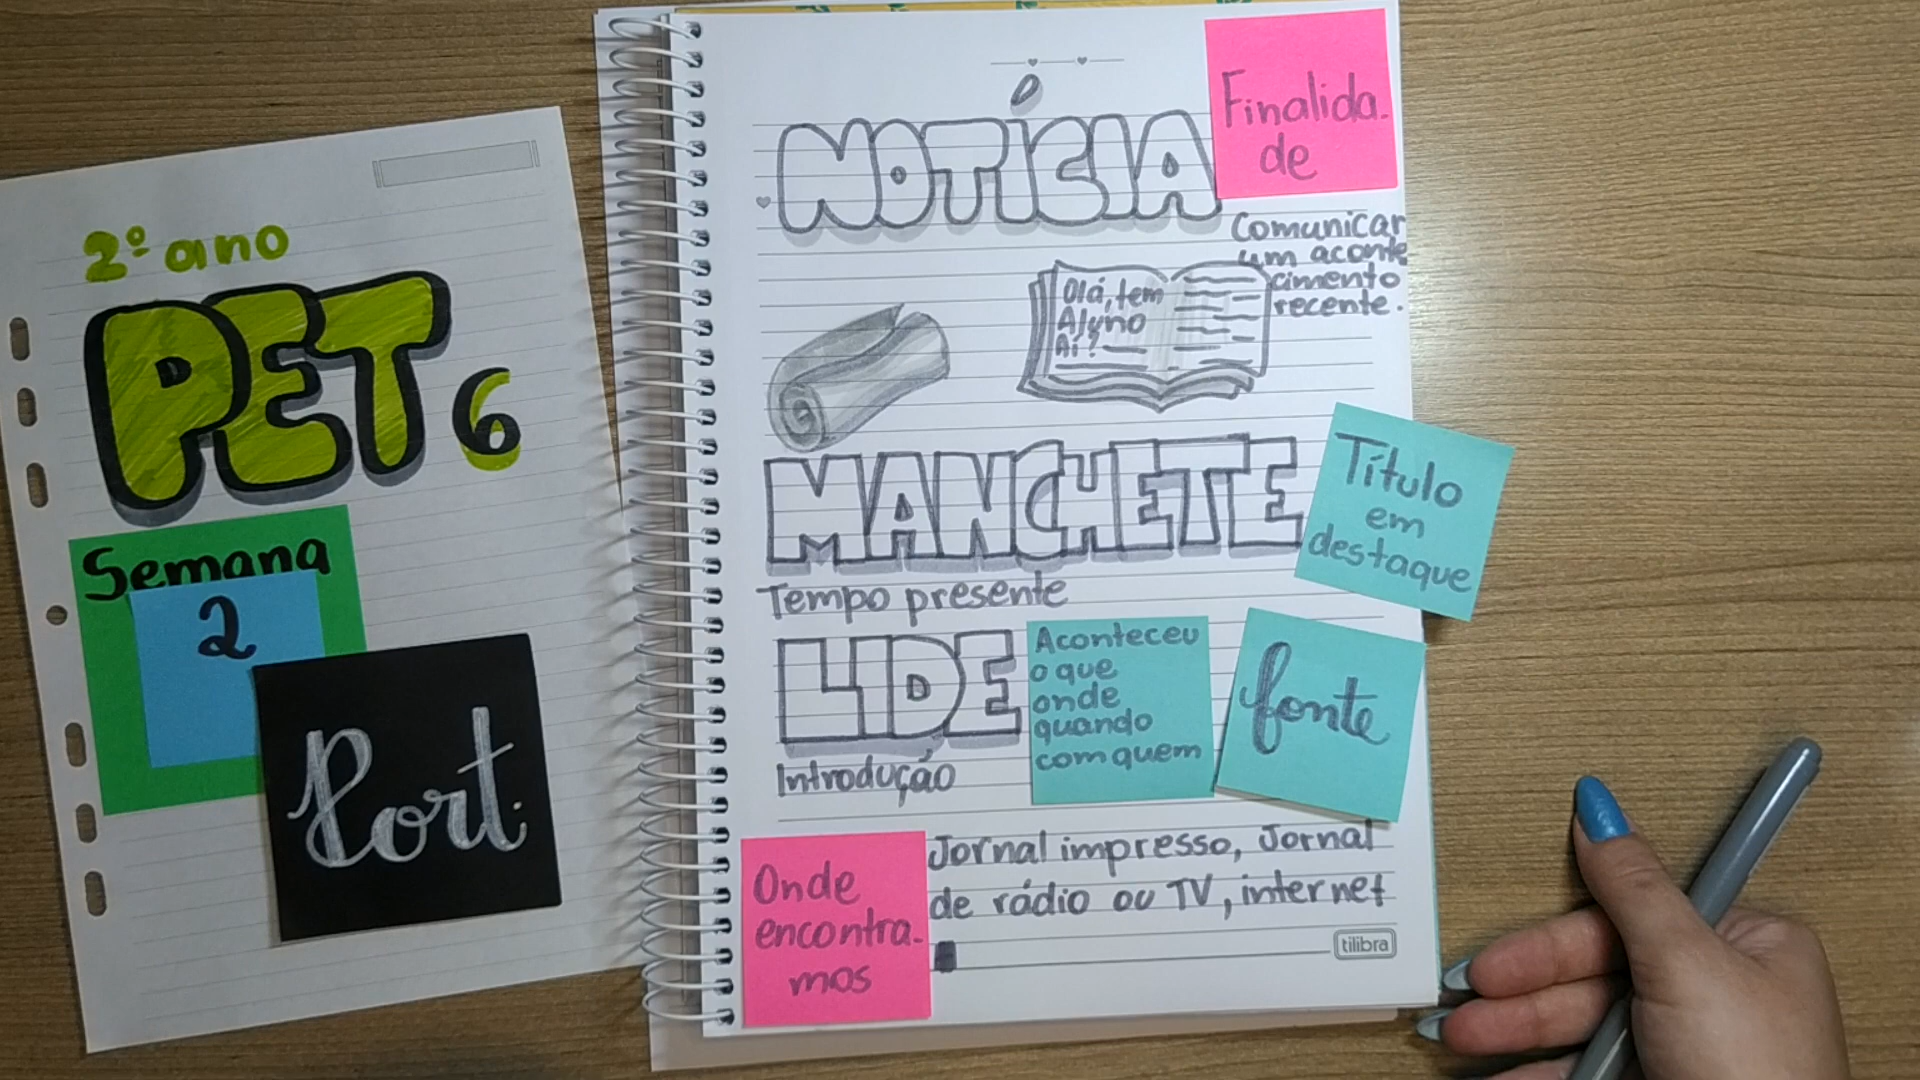 2º ano
PET 6
Semana
2
Port.
NOTÍCIA
Finalida-
de
Comunicar
um aconte
cimento
recente.
Olá, tem
Aluno
Aí?
MANCHETE
Título
em
destaque
Tempo presente
LIDE
Introdução
Aconteceu
o que
onde
quando
com quem
fonte
Onde
encontra-
mos
Jornal impresso, Jornal
de rádio ou TV, internet
tilibra